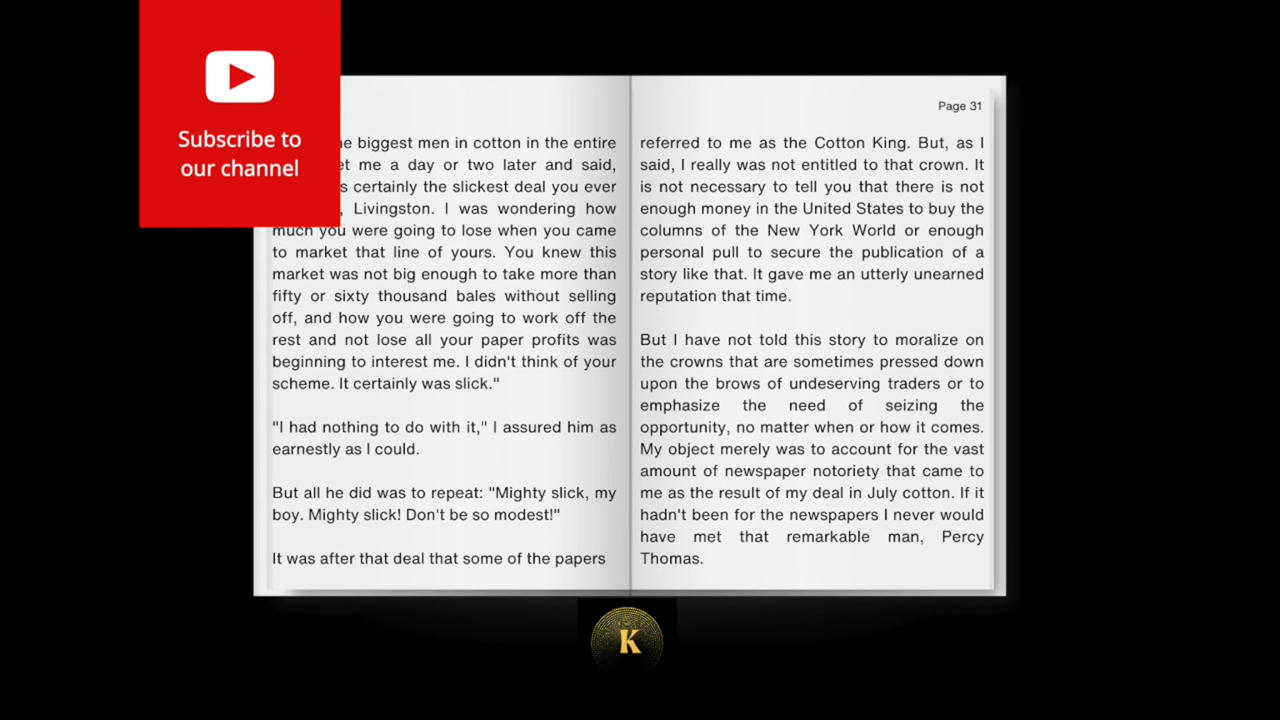 Subscribe to
our channel
biggest men in cotton in the entire
me a day or two later and said,
certainly the slickest deal you ever
Livingston. I was wondering how
much you were going to lose when you came
to market that line of yours. You knew this
market was not big enough to take more than
fifty or sixty thousand bales without selling
off, and how you were going to work off the
rest and not lose all your paper profits was
beginning to interest me. I didn't think of your
scheme. It certainly was slick."
"I had nothing to do with it," I assured him as
earnestly as I could.
But all he did was to repeat: "Mighty slick, my
boy. Mighty slick! Don't be so modest!"
It was after that deal that some of the papers
Page 31
referred to me as the Cotton King. But, as I
said, I really was not entitled to that crown. It
is not necessary to tell you that there is not
enough money in the United States to buy the
columns of the New York World or enough
personal pull to secure the publication of a
story like that. It gave me an utterly unearned
reputation that time.
But I have not told this story to moralize on
the crowns that are sometimes pressed down
upon the brows of undeserving traders or to
emphasize the need of seizing the
opportunity, no matter when or how it comes.
My object merely was to account for the vast
amount of newspaper notoriety that came to
me as the result of my deal in July cotton. If it
hadn't been for the newspapers I never would
have met that remarkable man, Percy
Thomas.
K